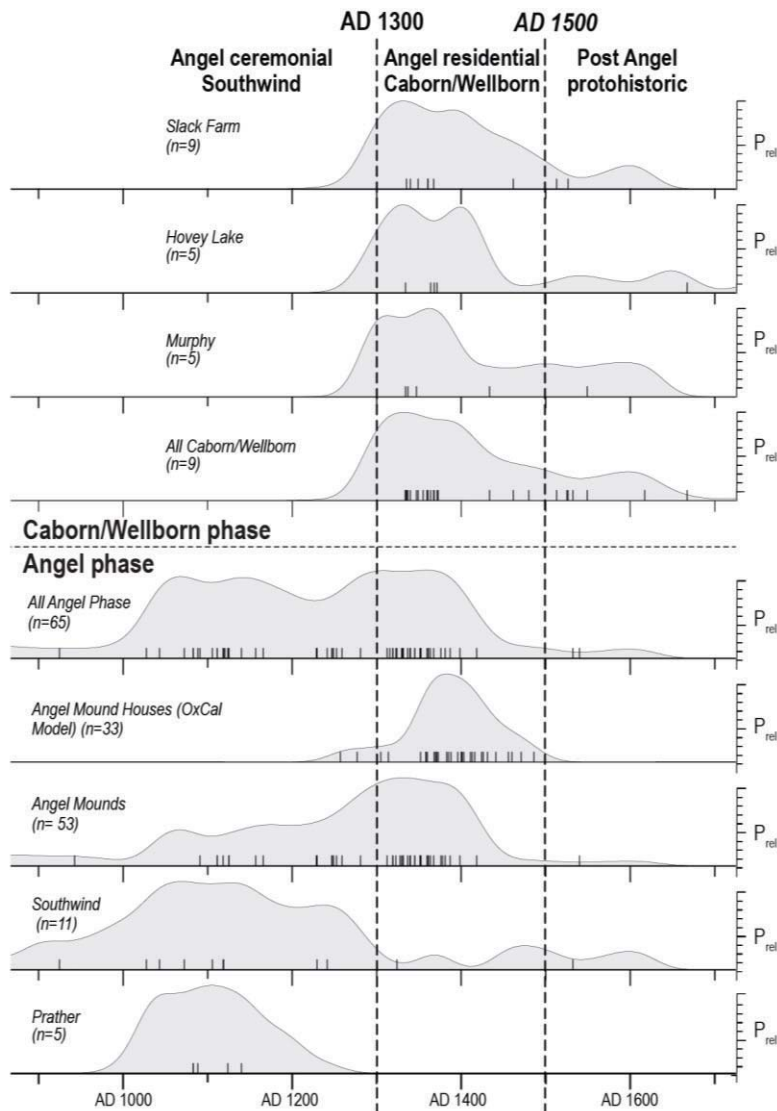 AD 1300 AD 1500
Angel ceremonial Angel residential Post Angel
Southwind Caborn/Wellborn protohistoric
Slack Farm
(n=9)
P rel
Hovey Lake
(n=5)
P rel
Murphy
(n=5)
P rel
All Caborn/Wellborn
(n=9)
P rel
Caborn/Wellborn phase
Angel phase
All Angel Phase
(n=65)
P rel
Angel Mound Houses (OxCal
Model) (n=33)
P rel
Angel Mounds
(n= 53)
P rel
Southwind
(n=11)
P rel
Prather
(n=5)
P rel
AD 1000 AD 1200 AD 1400 AD 1600